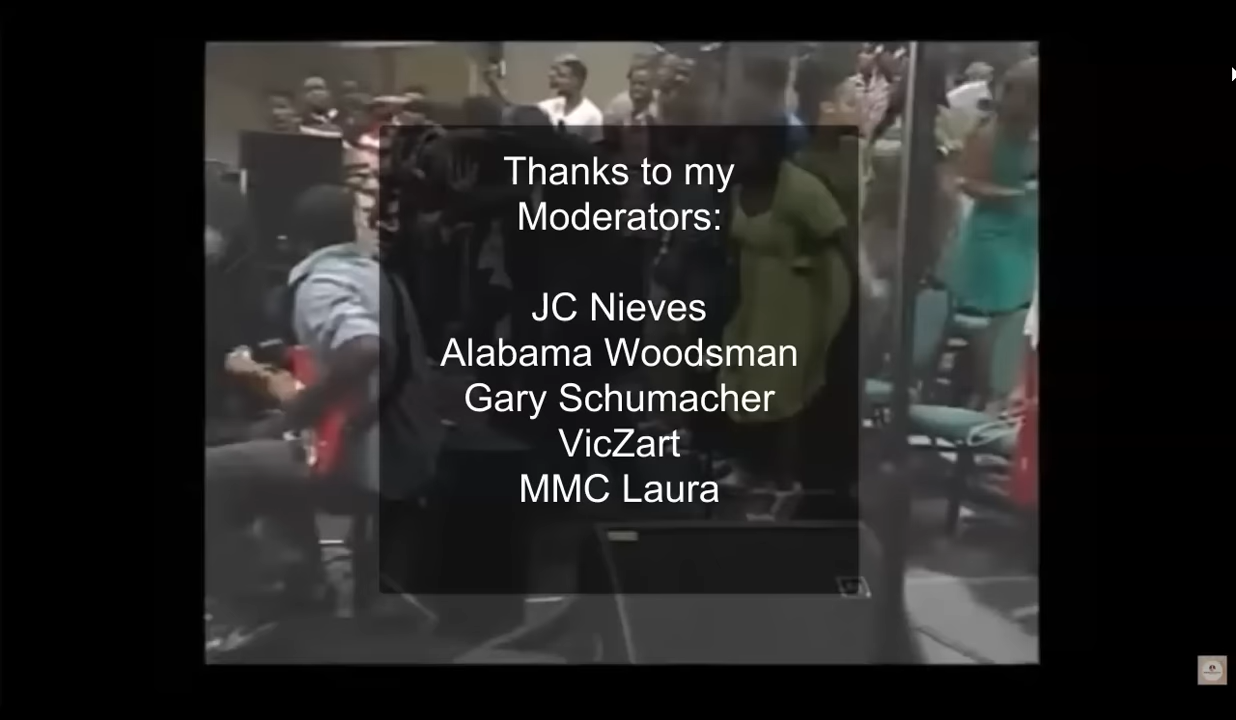 Thanks to my
Moderators:
JC Nieves
Alabama Woodsman
Gary Schumacher
VicZart
MMC Laura